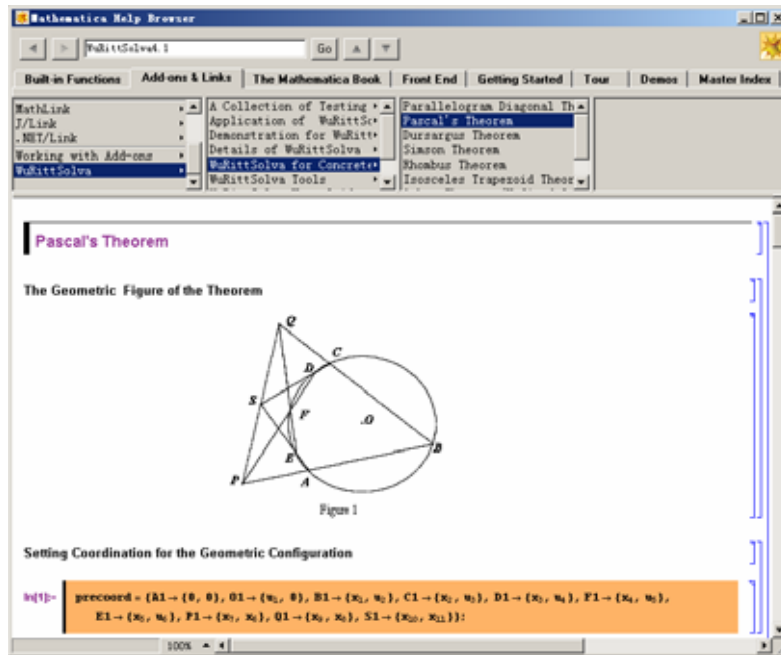 Mathematica Help Browser
WuRittSolva4.1
Go
Built-in Functions Add-ons & Links The Mathematica Book Front End Getting Started Tour Demos Master Index
MathLink
J/Link
.NET/Link
Working with Add-ons
WuRittSolva
A Collection of Testing
Application of WuRittSo
Demonstration for WuRitt
Details of WuRittSolva
WuRittSolva for Concrete
WuRittSolva Tools
Parallelogram Diagonal Th
Pascal's Theorem
Dursargus Theorem
Simson Theorem
Rhombus Theorem
Isosceles Trapezoid Theor
Pascal's Theorem
The Geometric Figure of the Theorem
Q
C
D
S
F
O
B
E
P
A
Figure 1
Setting Coordination for the Geometric Configuration
In[1]:= precoord = {A1→{0, 0}, O1→{u₁, 0}, B1→{x₁, u₂}, C1→{x₂, u₃}, D1→{x₃, u₄}, F1→{x₄, u₅},
E1→{x₅, u₆}, P1→{x₇, x₆}, Q1→{x₉, x₈}, S1→{x₁₀, x₁₁}};
100%